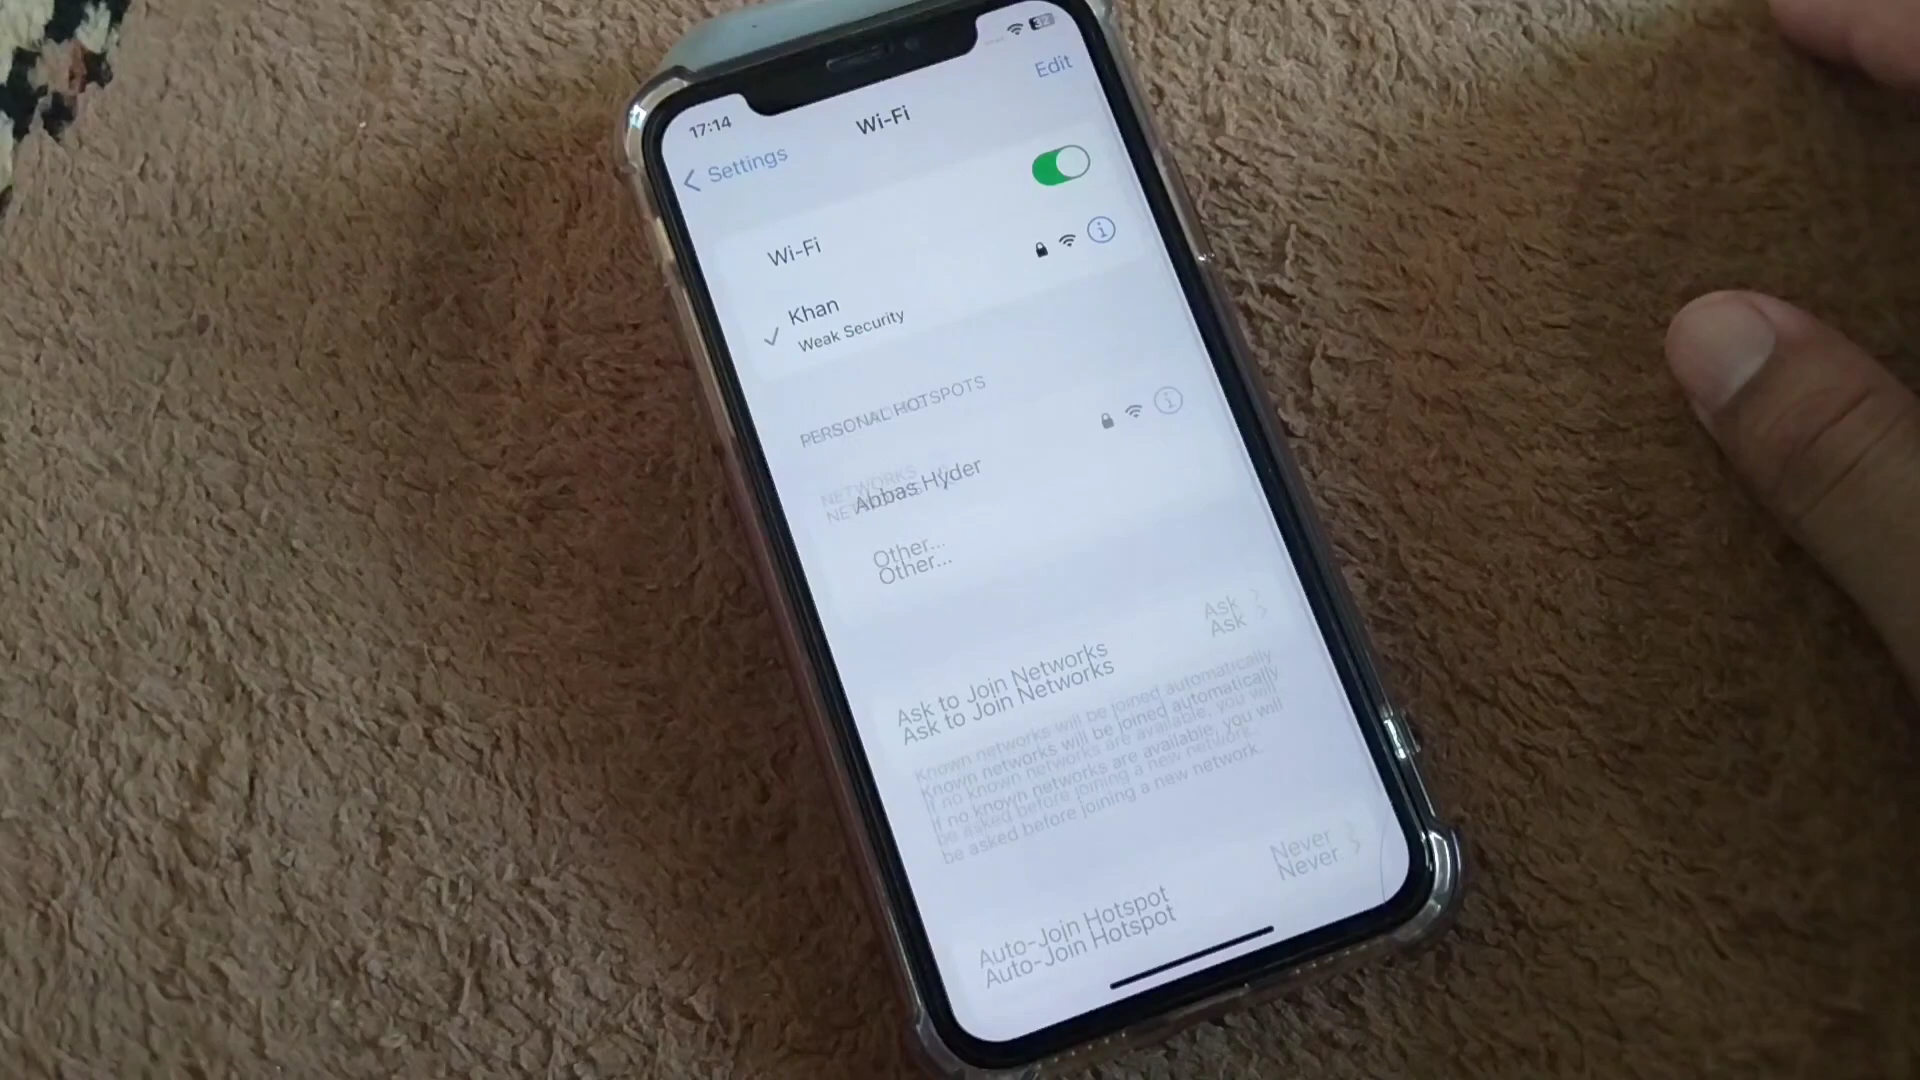 17:14
32
Settings
Wi-Fi
Edit
Wi-Fi
Khan
Weak Security
PERSONAL HOTSPOTS
NETWORKS
Abbas Hyder
Other...
Other...
Ask to Join Networks
Ask
Ask to Join Networks
Ask
Known networks will be joined automatically
Known networks will be joined automatically.
If no known networks are available, you will
If no known networks are available, you will
be asked before joining a new network.
be asked before joining a new network.
Auto-Join Hotspot
Never
Auto-Join Hotspot
Never